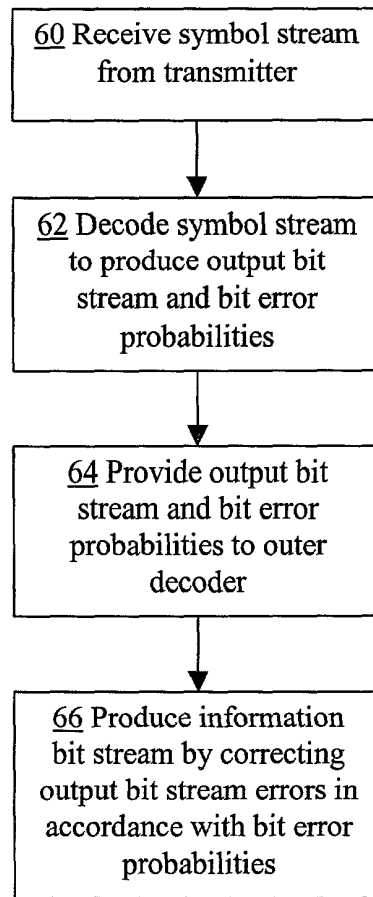 60 Receive symbol stream
from transmitter
62 Decode symbol stream
to produce output bit
stream and bit error
probabilities
64 Provide output bit
stream and bit error
probabilities to outer
decoder
66 Produce information
bit stream by correcting
output bit stream errors in
accordance with bit error
probabilities